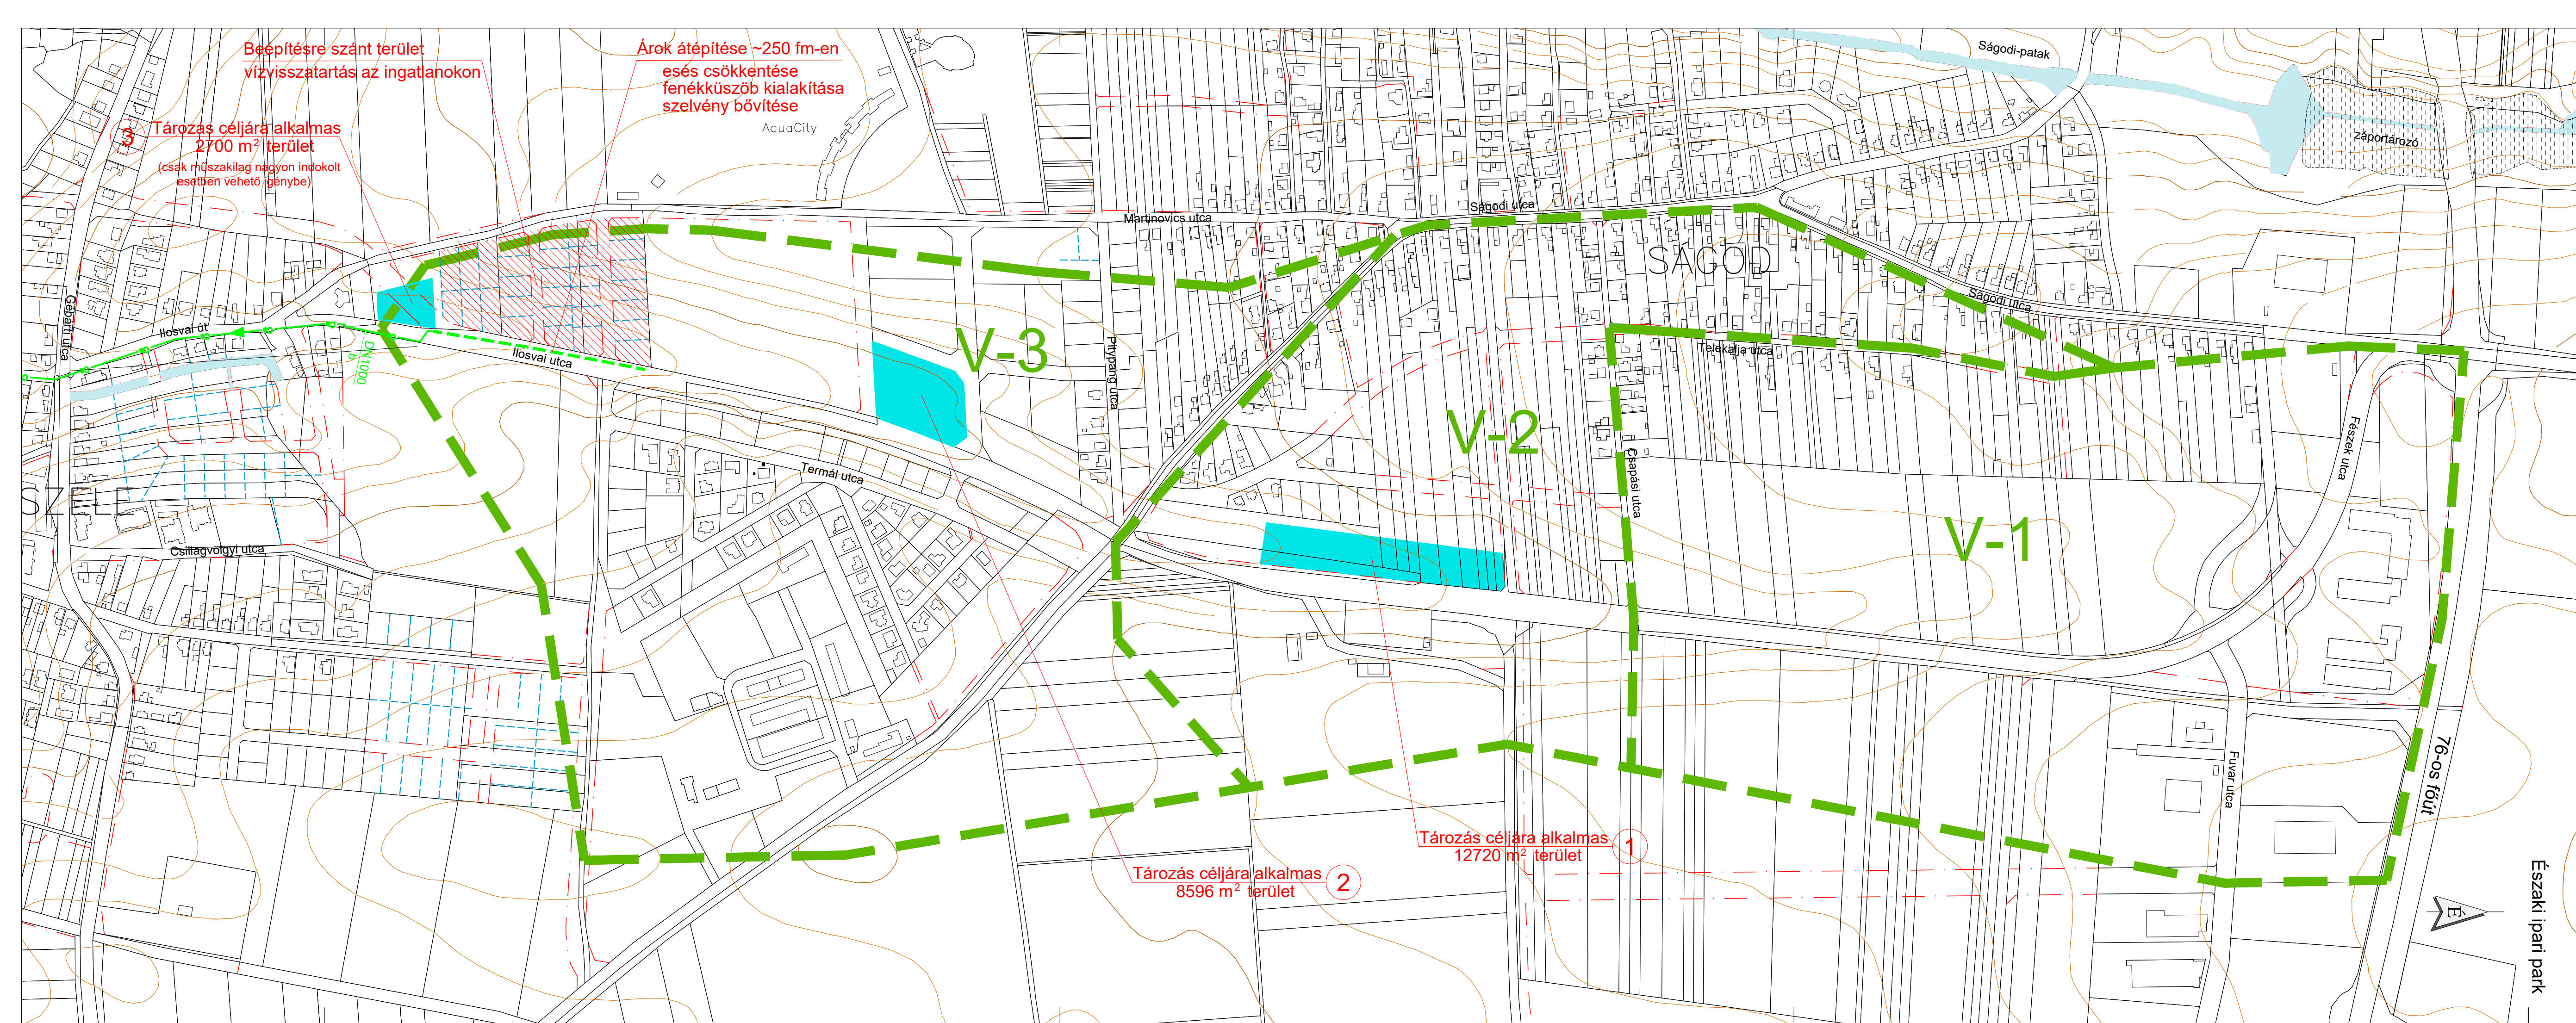 Beépítésre szánt terület
vízvisszatartás az ingatlanokon
Árok átépítése ~250 fm-en
esés csökkentése
fenékküszöb kialakítása
szelvény bővítése
AquaCity
3
Tározás céljára alkalmas
2700 m² terület
(csak műszakilag nagyon indokolt
esetben vehető igénybe)
Ságodi-patak
záportározó
Martinovics utca
Ságodi utca
SÁGOD
Ságodi utca
Gébárti utca
Ilosvai út
DN1000
b
Ilosvai utca
V-3
Pitypang utca
Telekalja utca
V-2
Csapási utca
Fészek utca
Termál utca
SZELE
Csillagvölgyi utca
V-1
76-os főút
Fuvar utca
Tározás céljára alkalmas
12720 m² terület
1
Tározás céljára alkalmas
8596 m² terület
2
É
Északi ipari park